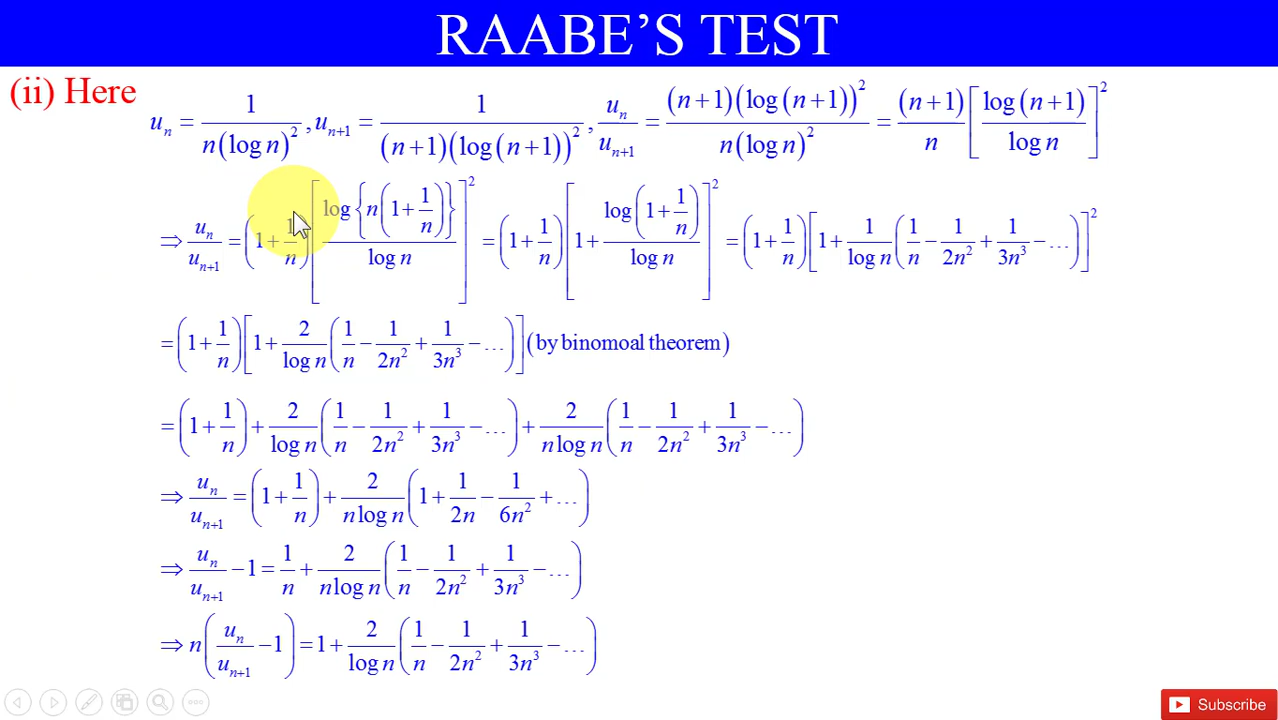 RAABE'S TEST
(ii) Here
u_n = 1/(n(log n)^2), u_{n+1} = 1/((n+1)(log(n+1))^2), u_n/u_{n+1} = ((n+1)(log(n+1))^2)/(n(log n)^2) = ((n+1)/n)[log(n+1)/log n]^2
⇒ u_n/u_{n+1} = (1+1/n)[log{n(1+1/n)}/log n]^2 = (1+1/n)[1+log(1+1/n)/log n]^2 = (1+1/n)[1+1/log n (1/n − 1/2n^2 + 1/3n^3 − …)]^2
= (1+1/n)[1+2/log n (1/n − 1/2n^2 + 1/3n^3 − …)] (by binomoal theorem)
= (1+1/n) + 2/log n (1/n − 1/2n^2 + 1/3n^3 − …) + 2/(n log n) (1/n − 1/2n^2 + 1/3n^3 − …)
⇒ u_n/u_{n+1} = (1+1/n) + 2/(n log n) (1 + 1/2n − 1/6n^2 + …)
⇒ u_n/u_{n+1} − 1 = 1/n + 2/(n log n) (1/n − 1/2n^2 + 1/3n^3 − …)
⇒ n(u_n/u_{n+1} − 1) = 1 + 2/log n (1/n − 1/2n^2 + 1/3n^3 − …)
Subscribe